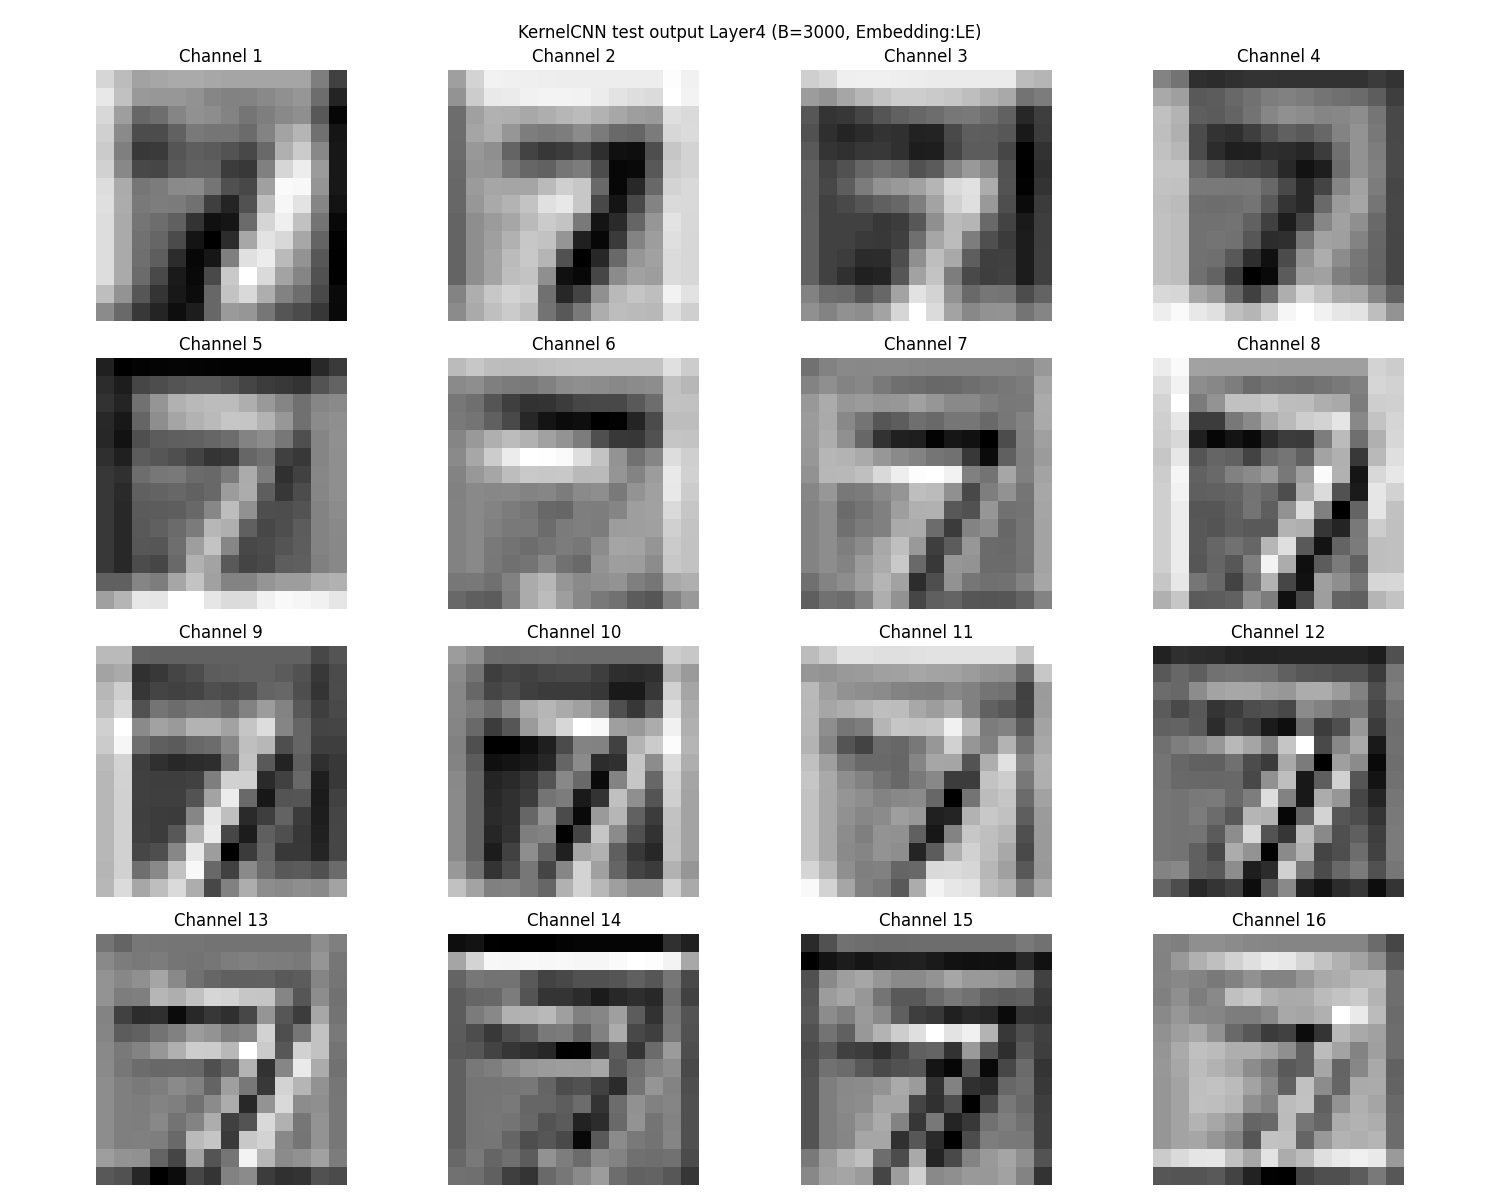 KernelCNN test output Layer4 (B=3000, Embedding:LE)
Channel 1 Channel 2 Channel 3 Channel 4
Channel 5 Channel 6 Channel 7 Channel 8
Channel 9 Channel 10 Channel 11 Channel 12
Channel 13 Channel 14 Channel 15 Channel 16